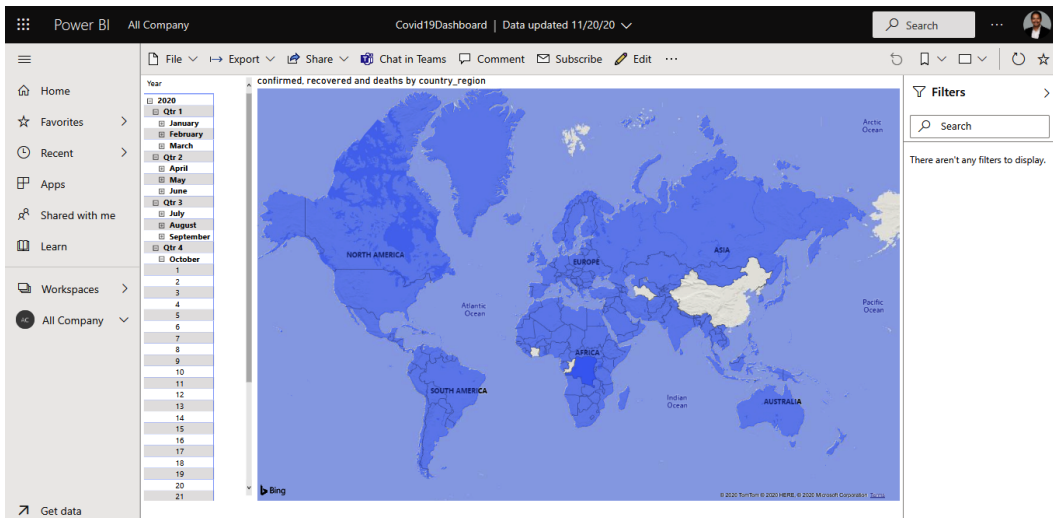 Power BI All Company
Covid19Dashboard | Data updated 11/20/20
Search
File
Export
Share
Chat in Teams
Comment
Subscribe
Edit
Home
Favorites
Recent
Apps
Shared with me
Learn
Workspaces
AC All Company
Get data
Year
2020
Qtr 1
January
February
March
Qtr 2
April
May
June
Qtr 3
July
August
September
Qtr 4
October
1
2
3
4
5
6
7
8
9
10
11
12
13
14
15
16
17
18
19
20
21
confirmed, recovered and deaths by country_region
Arctic
Ocean
NORTH AMERICA
EUROPE
ASIA
Atlantic
Ocean
Pacific
Ocean
AFRICA
SOUTH AMERICA
Indian
Ocean
AUSTRALIA
Bing
© 2020 TomTom © 2020 HERE, © 2020 Microsoft Corporation Terms
Filters
Search
There aren't any filters to display.